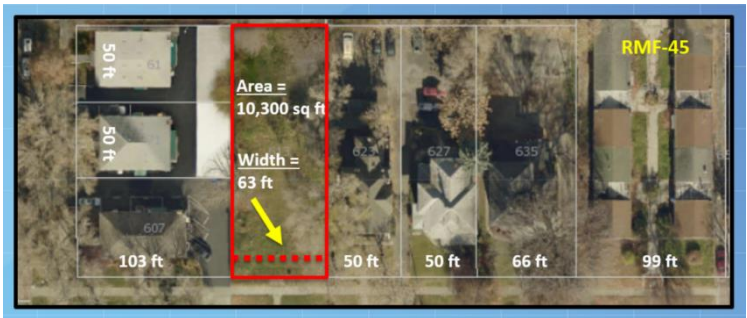 RMF-45
50 ft
61
50 ft
Area =
10,300 sq ft
Width =
63 ft
623
627
635
607
103 ft
50 ft
50 ft
66 ft
99 ft